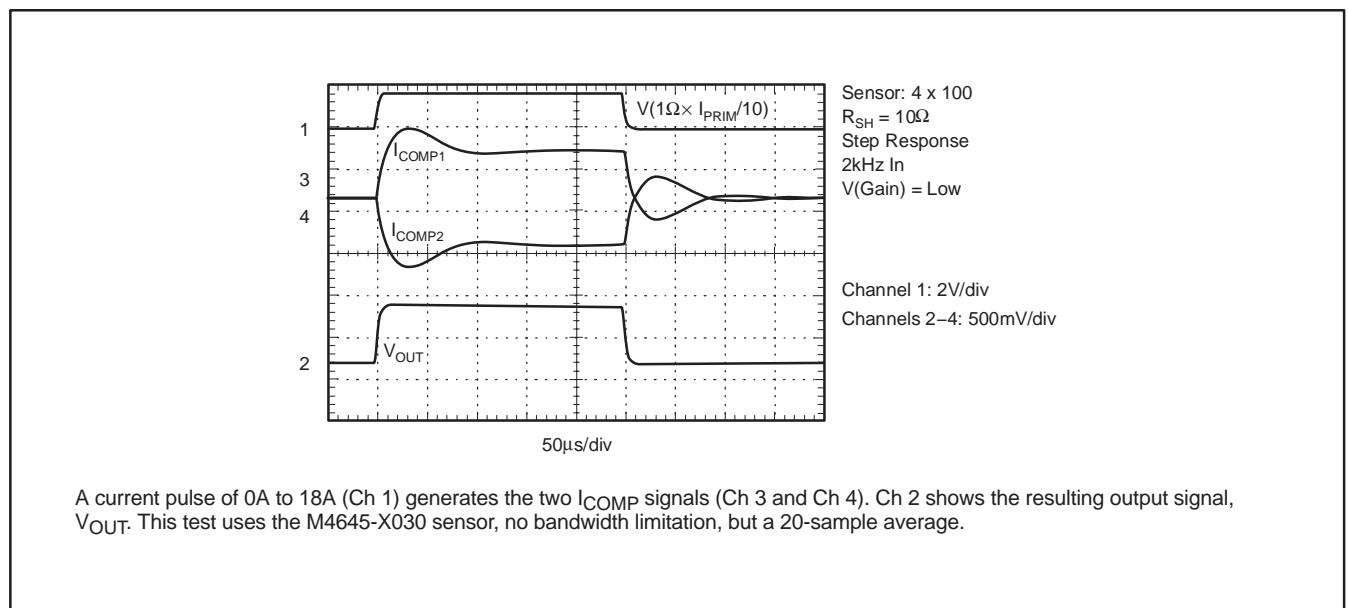 V(1Ω× I_PRIM/10)
1
I_COMP1
3
4
I_COMP2
V_OUT
2
50μs/div
Sensor: 4 x 100
R_SH = 10Ω
Step Response
2kHz In
V(Gain) = Low
Channel 1: 2V/div
Channels 2–4: 500mV/div
A current pulse of 0A to 18A (Ch 1) generates the two I_COMP signals (Ch 3 and Ch 4). Ch 2 shows the resulting output signal,
V_OUT. This test uses the M4645-X030 sensor, no bandwidth limitation, but a 20-sample average.